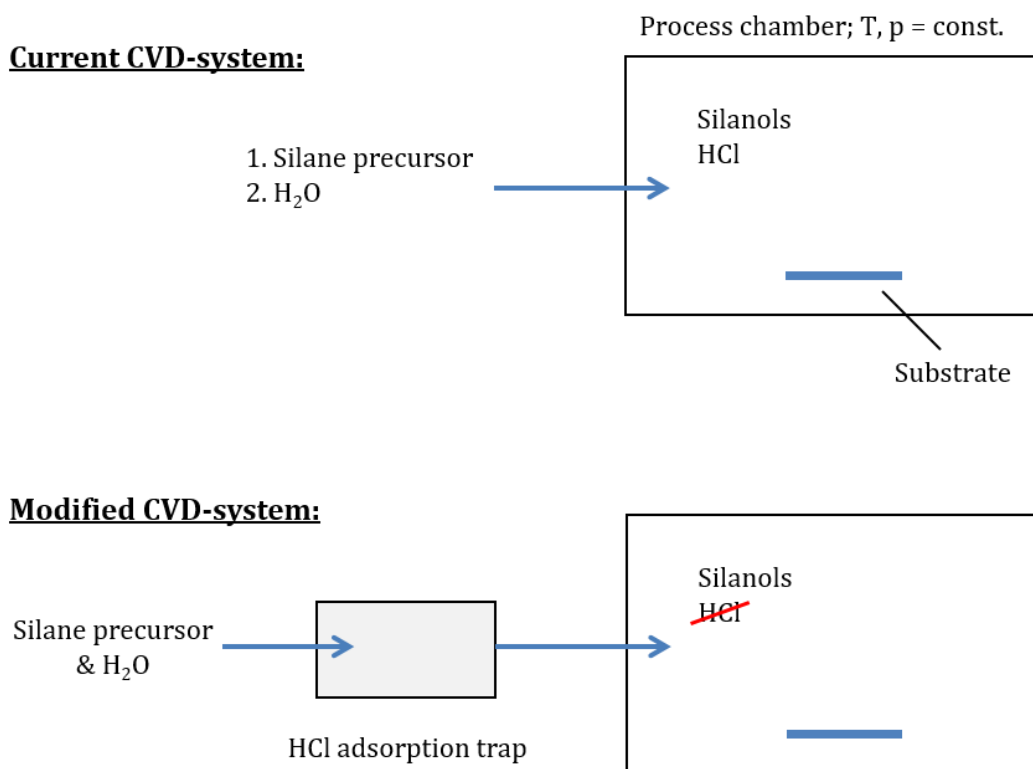 Process chamber; T, p = const.
Current CVD-system:
Silanols
HCl
1. Silane precursor
2. H₂O
Substrate
Modified CVD-system:
Silanols
HCl
Silane precursor
& H₂O
HCl adsorption trap